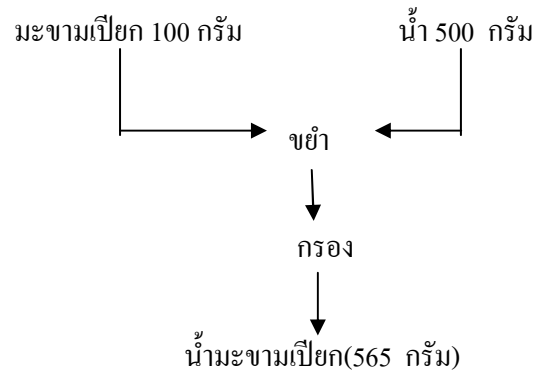 มะขามเปียก 100 กรัม น้ำ 500 กรัม
ขยำ
กรอง
น้ำมะขามเปียก(565 กรัม)